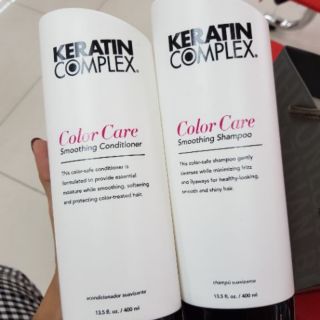 KERATIN
COMPLEX®
Color Care
Smoothing Conditioner
This color-safe conditioner is
formulated to provide essential
moisture while smoothing, softening
and protecting color-treated hair.
acondicionador suavizante
13.5 fl. oz. / 400 ml
KERATIN
COMPLEX®
Color Care
Smoothing Shampoo
This color-safe shampoo gently
cleanses while minimizing frizz
and flyaways for healthy-looking,
smooth and shiny hair.
champú suavizante
13.5 fl. oz. / 400 ml